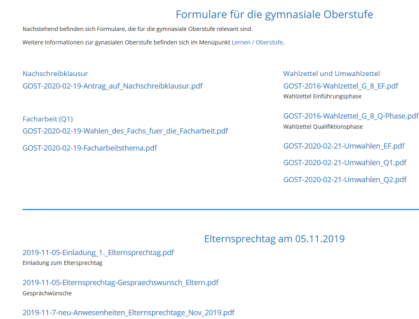 Formulare für die gymnasiale Oberstufe
Nachstehend befinden sich Formulare, die für die gymnasiale Oberstufe relevant sind.
Weitere Informationen zur gynasialen Oberstufe befinden sich im Menüpunkt Lernen / Oberstufe.
Nachschreibklausur
GOST-2020-02-19-Antrag_auf_Nachschreibklausur.pdf
Facharbeit (Q1)
GOST-2020-02-19-Wahlen_des_Fachs_fuer_die_Facharbeit.pdf
GOST-2020-02-19-Facharbeitsthema.pdf
Wahlzettel und Umwahlzettel
GOST-2016-Wahlzettel_G_8_EF.pdf
Wahlzettel Einführungsphase
GOST-2016-Wahlzettel_G_8_Q-Phase.pdf
Wahlzettel Qualifiktionsphase
GOST-2020-02-21-Umwahlen_EF.pdf
GOST-2020-02-21-Umwahlen_Q1.pdf
GOST-2020-02-21-Umwahlen_Q2.pdf
Elternsprechtag am 05.11.2019
2019-11-05-Einladung_1._Elternsprechtag.pdf
Einladung zum Eltersprechtag
2019-11-05-Elternsprechtag-Gespraechswunsch_Eltern.pdf
Gesprächwünsche
2019-11-7-neu-Anwesenheiten_Elternsprechtage_Nov_2019.pdf